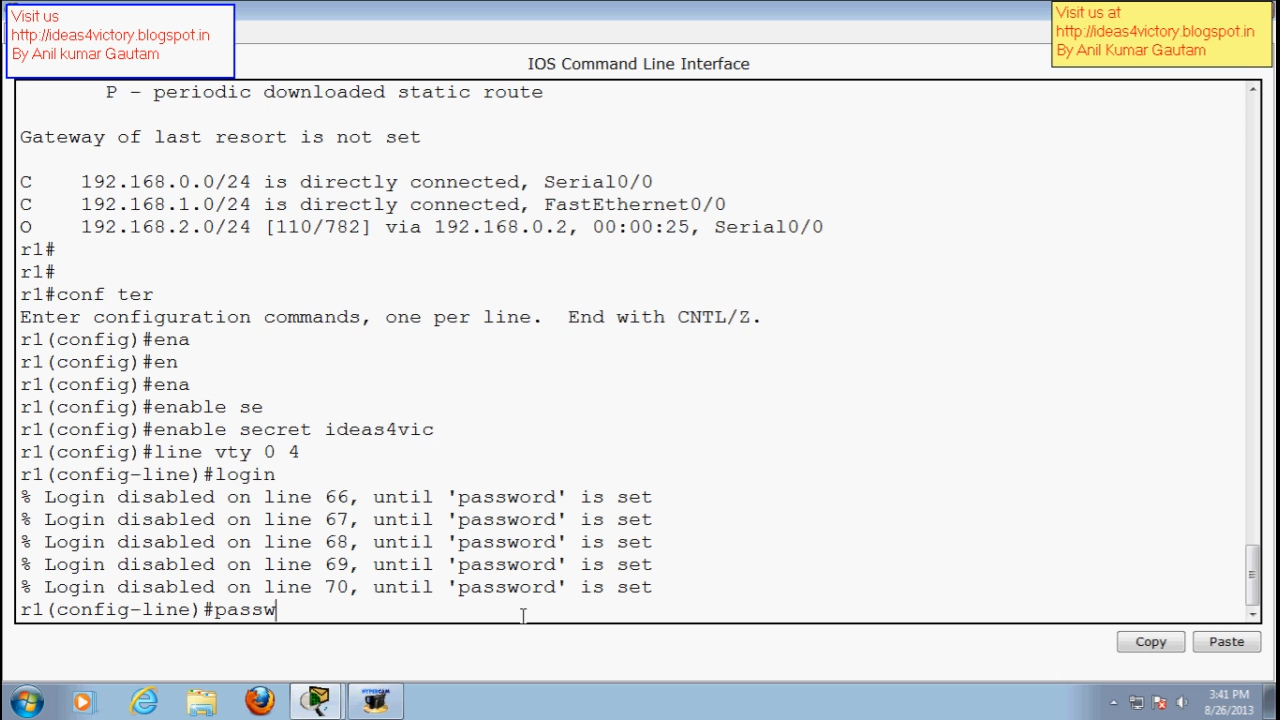 Visit us
http://ideas4victory.blogspot.in
By Anil kumar Gautam
Visit us at
http://ideas4victory.blogspot.in
By Anil Kumar Gautam
IOS Command Line Interface
P - periodic downloaded static route
Gateway of last resort is not set
C 192.168.0.0/24 is directly connected, Serial0/0
C 192.168.1.0/24 is directly connected, FastEthernet0/0
O 192.168.2.0/24 [110/782] via 192.168.0.2, 00:00:25, Serial0/0
r1#
r1#
r1#conf ter
Enter configuration commands, one per line. End with CNTL/Z.
r1(config)#ena
r1(config)#en
r1(config)#ena
r1(config)#enable se
r1(config)#enable secret ideas4vic
r1(config)#line vty 0 4
r1(config-line)#login
% Login disabled on line 66, until 'password' is set
% Login disabled on line 67, until 'password' is set
% Login disabled on line 68, until 'password' is set
% Login disabled on line 69, until 'password' is set
% Login disabled on line 70, until 'password' is set
r1(config-line)#passw
Copy Paste
HYPERCAM
3:41 PM
8/26/2013